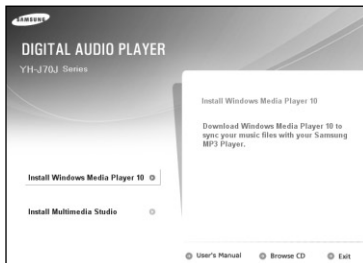 SAMSUNG
DIGITAL AUDIO PLAYER
YH-J70J Series
Install Windows Media Player 10
Download Windows Media Player 10 to
sync your music files with your Samsung
MP3 Player.
Install Windows Media Player 10
Install Multimedia Studio
User's Manual
Browse CD
Exit